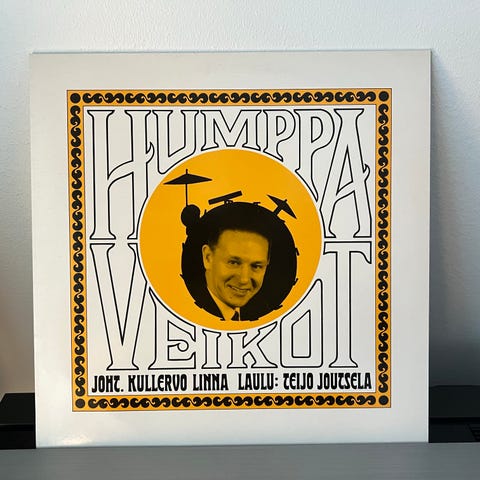 HUMPPA
VEIKOT
JOHT. KULLERVO LINNA LAULU: TEIJO JOUTSELA